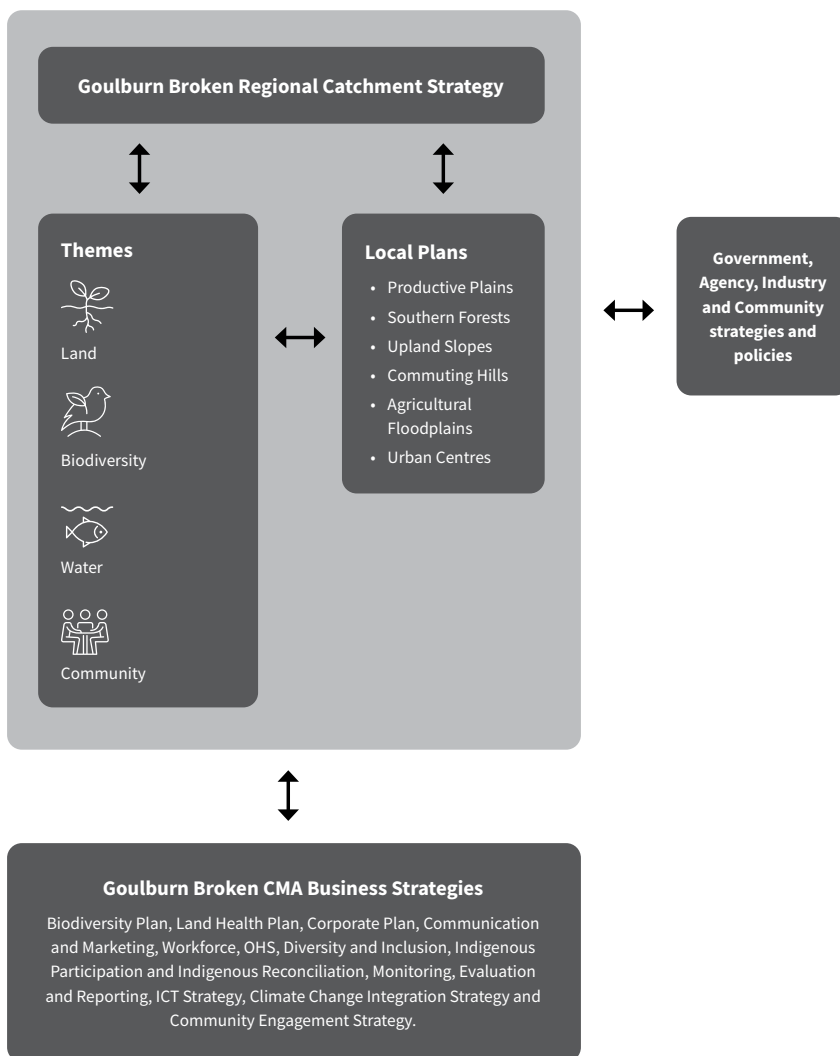 Goulburn Broken Regional Catchment Strategy
Themes
Land
Biodiversity
Water
Community
Local Plans
• Productive Plains
• Southern Forests
• Upland Slopes
• Commuting Hills
• Agricultural
Floodplains
• Urban Centres
Government,
Agency, Industry
and Community
strategies and
policies
Goulburn Broken CMA Business Strategies
Biodiversity Plan, Land Health Plan, Corporate Plan, Communication
and Marketing, Workforce, OHS, Diversity and Inclusion, Indigenous
Participation and Indigenous Reconciliation, Monitoring, Evaluation
and Reporting, ICT Strategy, Climate Change Integration Strategy and
Community Engagement Strategy.